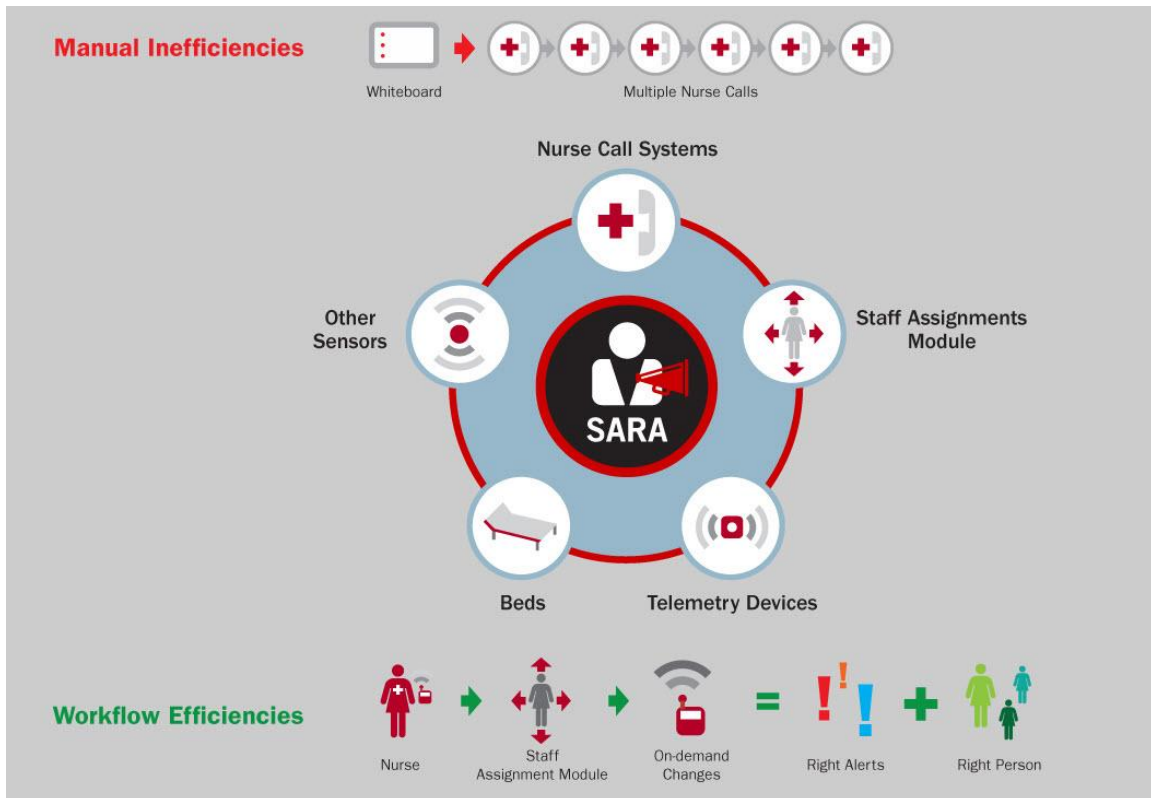 Manual Inefficiencies
Whiteboard
Multiple Nurse Calls
Nurse Call Systems
Other
Sensors
Staff Assignments
Module
SARA
Beds
Telemetry Devices
Workflow Efficiencies
Nurse
Staff
Assignment Module
On-demand
Changes
Right Alerts
Right Person